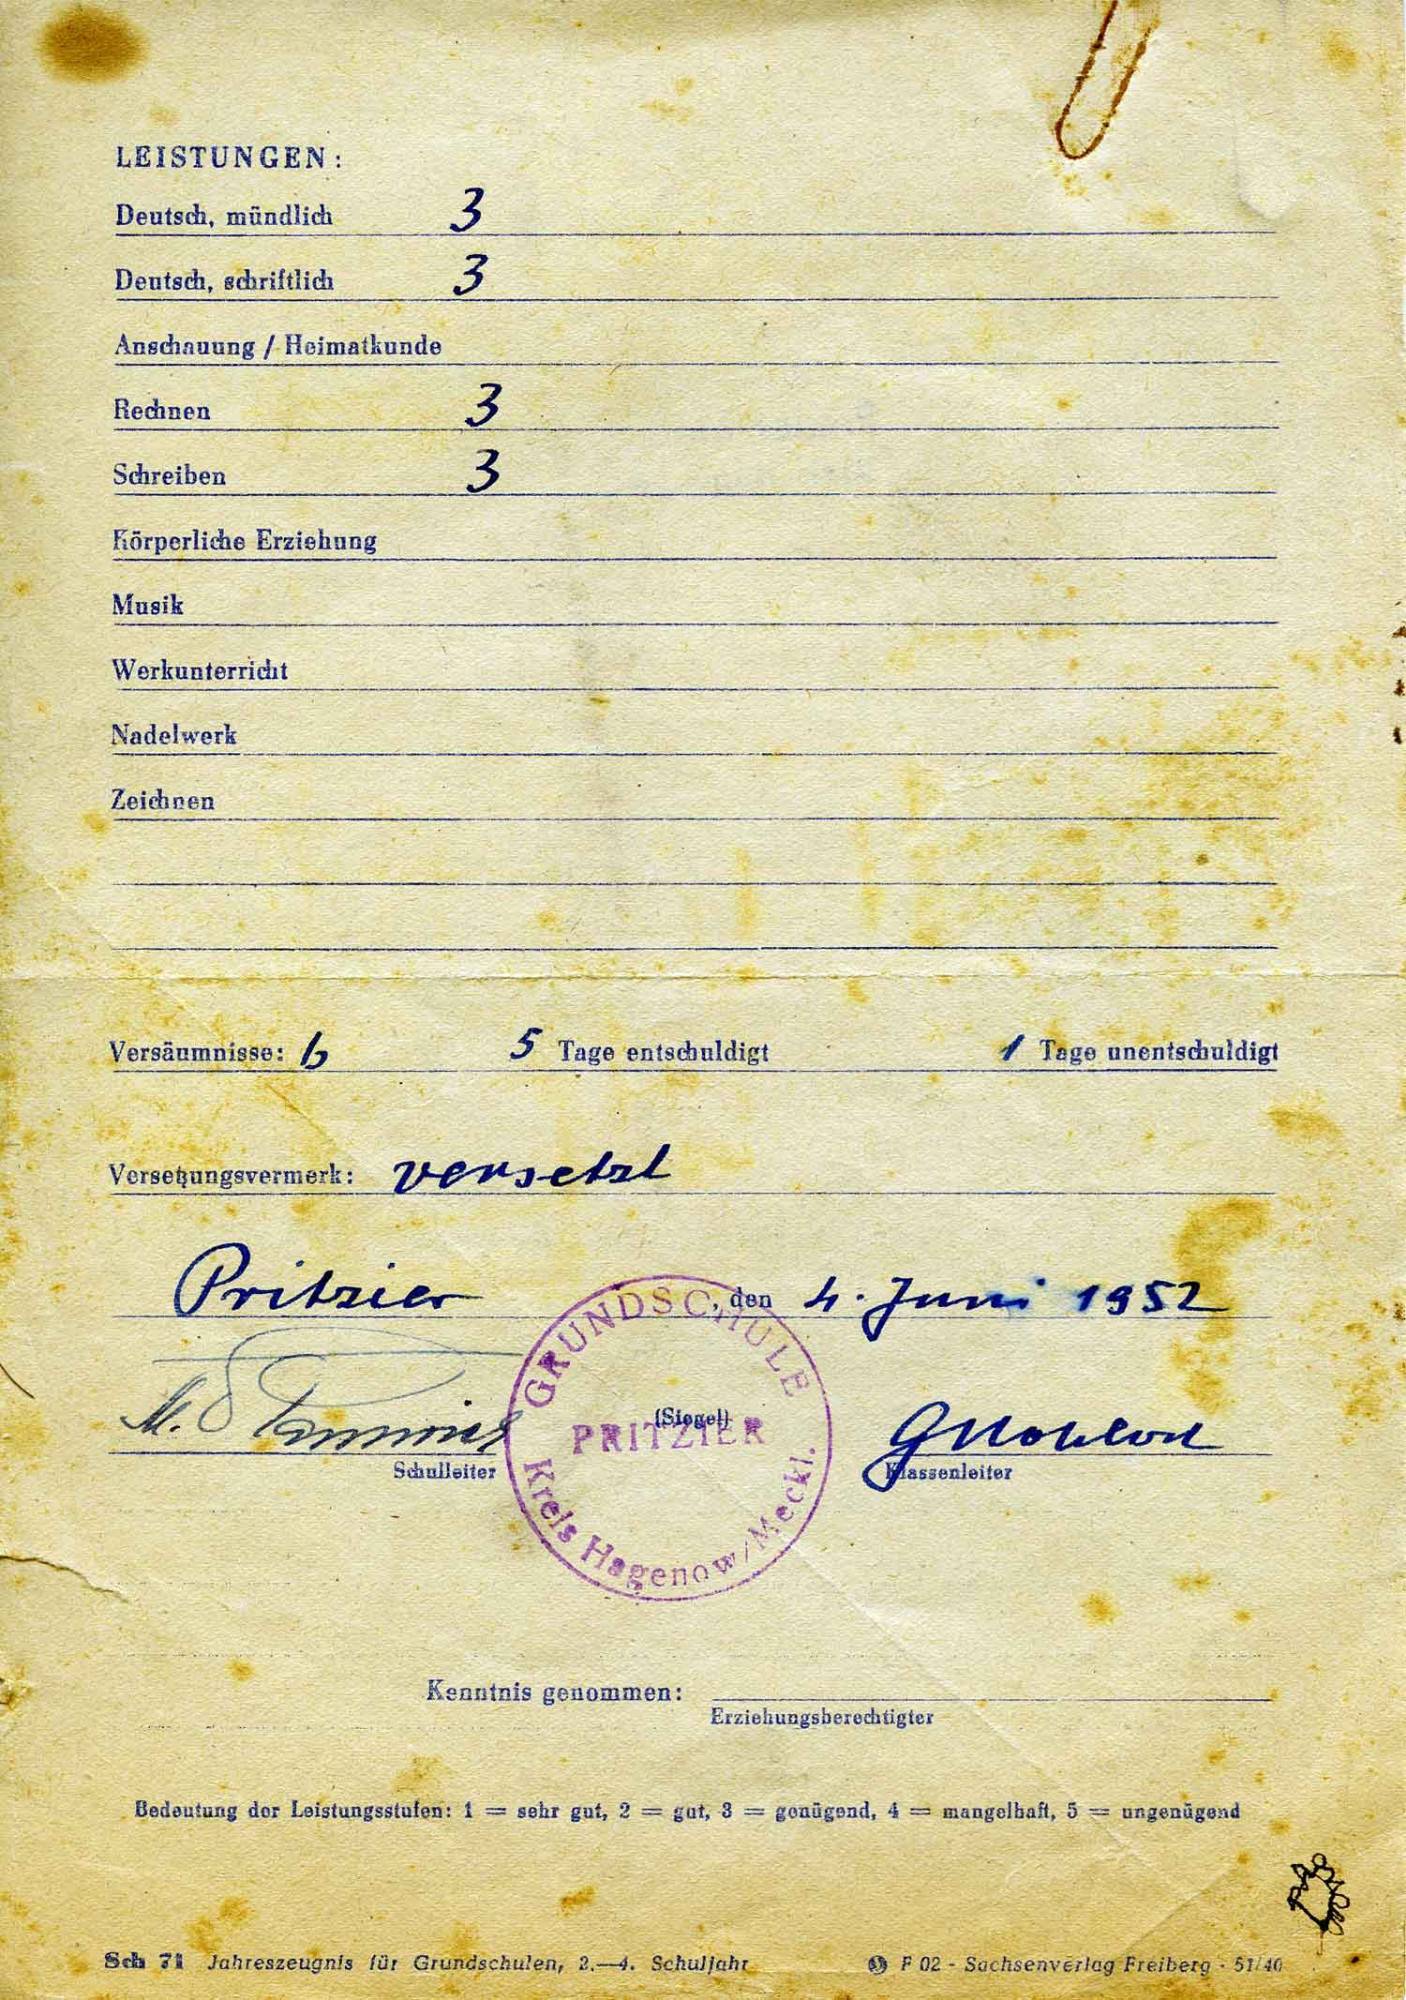 LEISTUNGEN:
Deutsch, mündlich 3
Deutsch, schriftlich 3
Anschauung / Heimatkunde
Rechnen 3
Schreiben 3
Körperliche Erziehung
Musik
Werkunterricht
Nadelwerk
Zeichnen
Versäumnisse: 6 5 Tage entschuldigt 1 Tage unentschuldigt
Versetzungsvermerk: versetzt
Pritzier, den 4. Juni 1952
GRUNDSCHULE
(Siegel)
PRITZIER
Kreis Hagenow/Meckl.
Schulleiter Klassenleiter
Kenntnis genommen:
Erziehungsberechtigter
Bedeutung der Leistungsstufen: 1 = sehr gut, 2 = gut, 3 = genügend, 4 = mangelhaft, 5 = ungenügend
Sch 71 Jahreszeugnis für Grundschulen, 2.—4. Schuljahr F 02 - Sachsenverlag Freiberg - 51/40